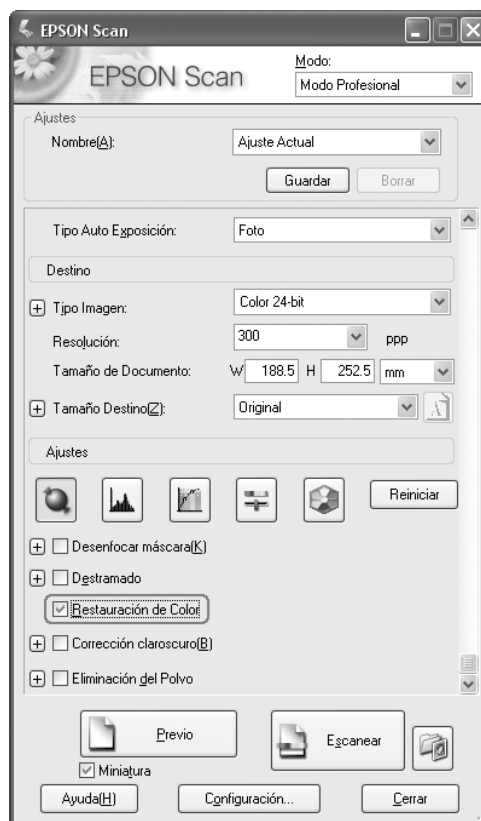 EPSON Scan
EPSON Scan
Modo:
Modo Profesional
Ajustes
Nombre(A): Ajuste Actual
Guardar Borrar
Tipo Auto Exposición: Foto
Destino
Tipo Imagen: Color 24-bit
Resolución: 300 ppp
Tamaño de Documento: W 188.5 H 252.5 mm
Tamaño Destino(Z): Original
Ajustes
Reiniciar
Desenfocar máscara(K)
Destramado
Restauración de Color
Corrección claroscuro(B)
Eliminación del Polvo
Previo Escanear
Miniatura
Ayuda(H) Configuración... Cerrar